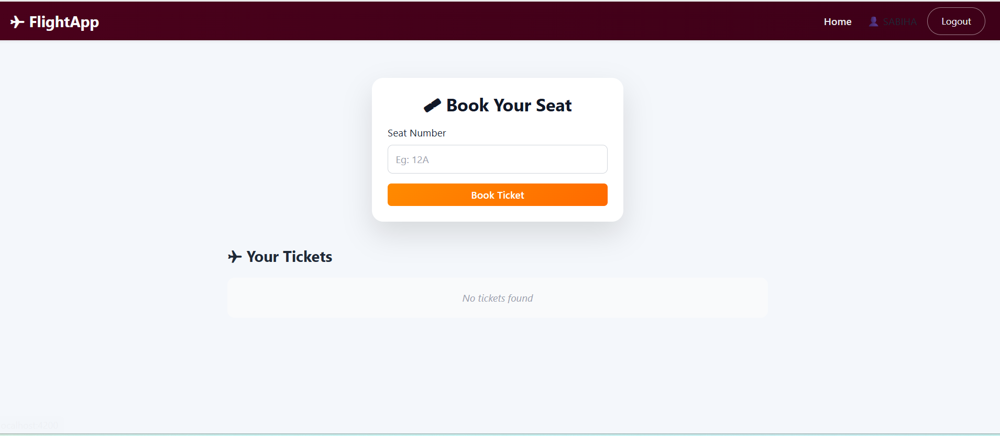 ✈ FlightApp
Home 👤 SABIHA Logout
Book Your Seat
Seat Number
Eg: 12A
Book Ticket
✈ Your Tickets
No tickets found
localhost:4200